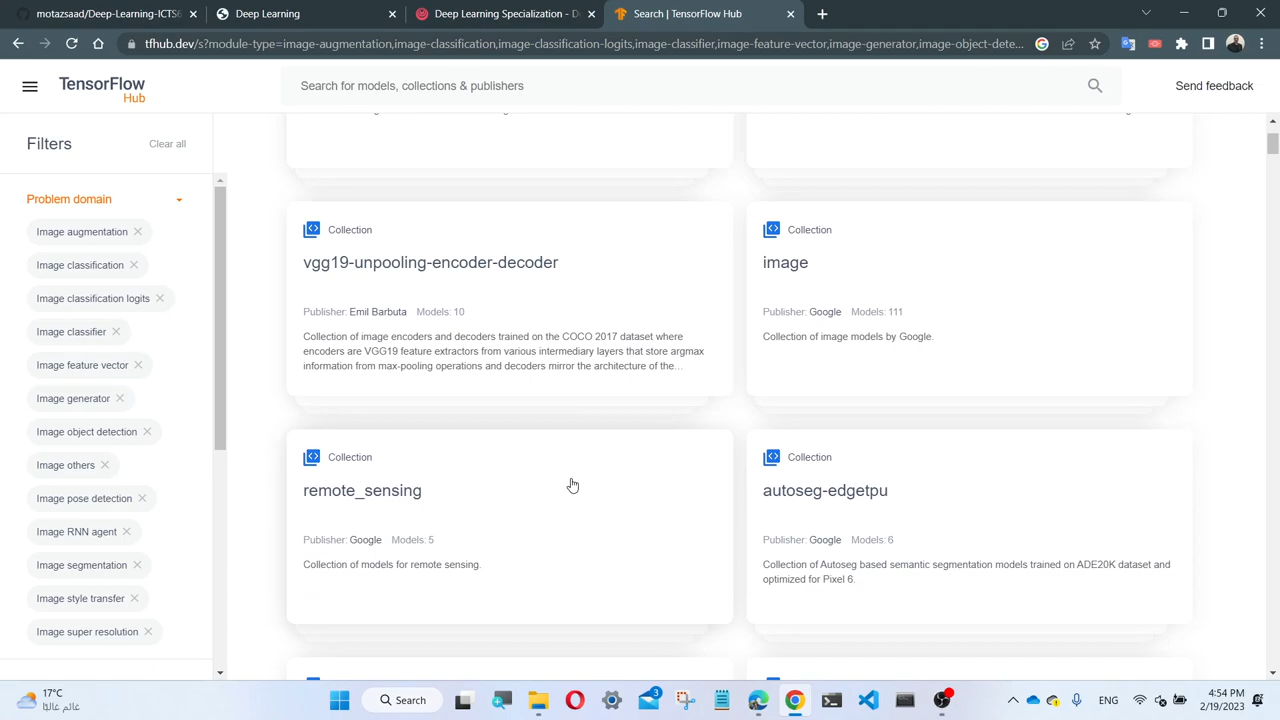 motazsaad/Deep-Learning-ICTS6
Deep Learning
Deep Learning Specialization - D
Search | TensorFlow Hub
tfhub.dev/s?module-type=image-augmentation,image-classification,image-classification-logits,image-classifier,image-feature-vector,image-generator,image-object-dete...
TensorFlow
Hub
Search for models, collections & publishers
Send feedback
Filters
Clear all
Problem domain
Image augmentation
Image classification
Image classification logits
Image classifier
Image feature vector
Image generator
Image object detection
Image others
Image pose detection
Image RNN agent
Image segmentation
Image style transfer
Image super resolution
Collection
vgg19-unpooling-encoder-decoder
Publisher: Emil Barbuta Models: 10
Collection of image encoders and decoders trained on the COCO 2017 dataset where
encoders are VGG19 feature extractors from various intermediary layers that store argmax
information from max-pooling operations and decoders mirror the architecture of the...
Collection
image
Publisher: Google Models: 111
Collection of image models by Google.
Collection
remote_sensing
Publisher: Google Models: 5
Collection of models for remote sensing.
Collection
autoseg-edgetpu
Publisher: Google Models: 6
Collection of Autoseg based semantic segmentation models trained on ADE20K dataset and
optimized for Pixel 6.
17°C
غائم غالبًا
Search
3
ENG
4:54 PM
2/19/2023